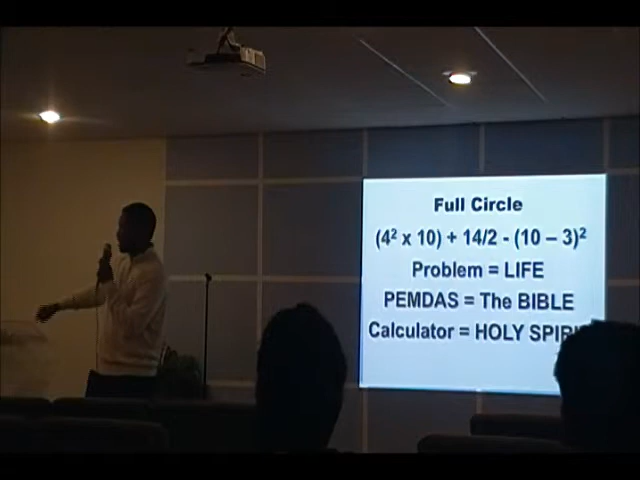 Full Circle
(4² x 10) + 14/2 - (10 – 3)²
Problem = LIFE
PEMDAS = The BIBLE
Calculator = HOLY